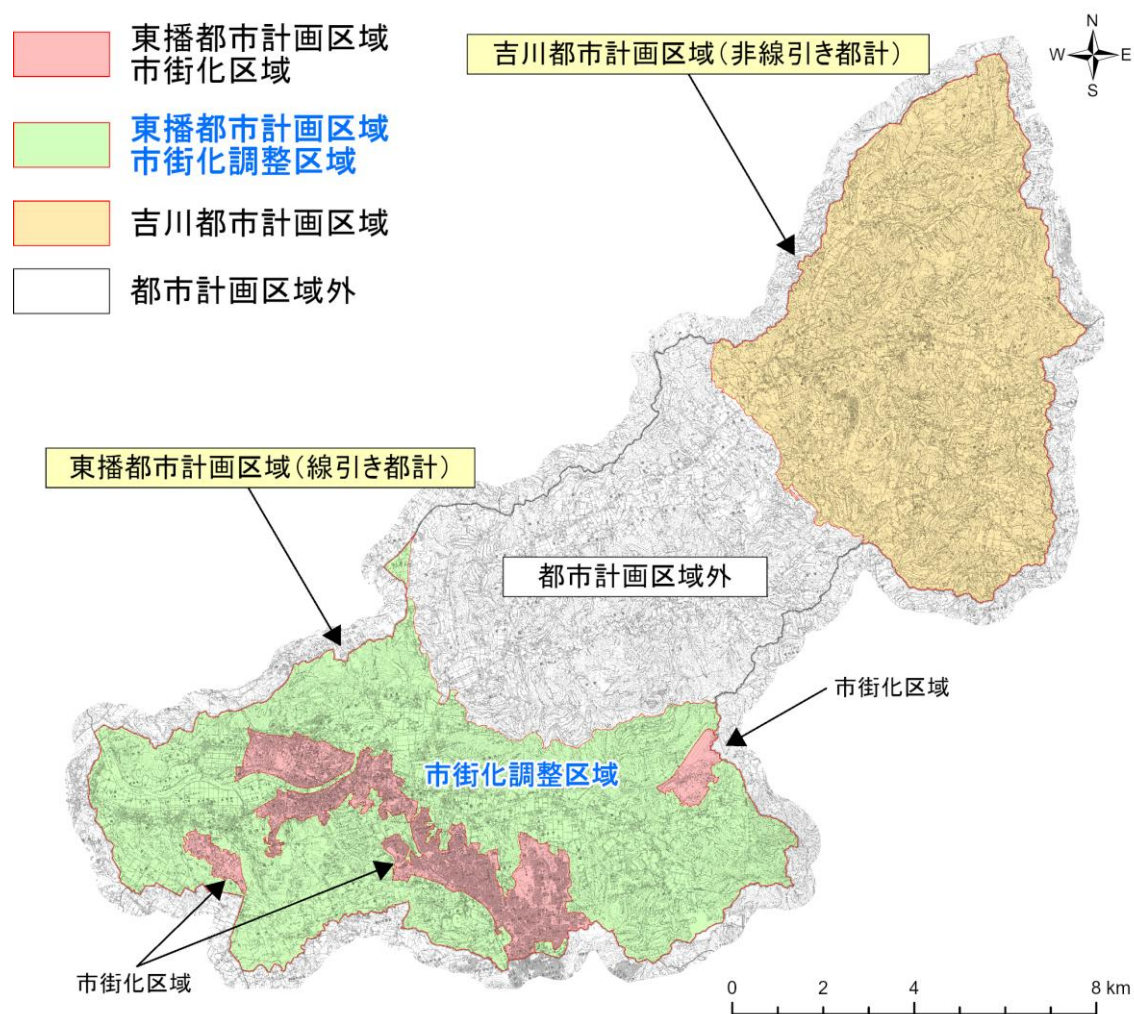 東播都市計画区域
市街化区域
東播都市計画区域
市街化調整区域
吉川都市計画区域
都市計画区域外
吉川都市計画区域(非線引き都計)
N
W
E
S
東播都市計画区域(線引き都計)
都市計画区域外
市街化区域
市街化調整区域
市街化区域
0 2 4 8 km